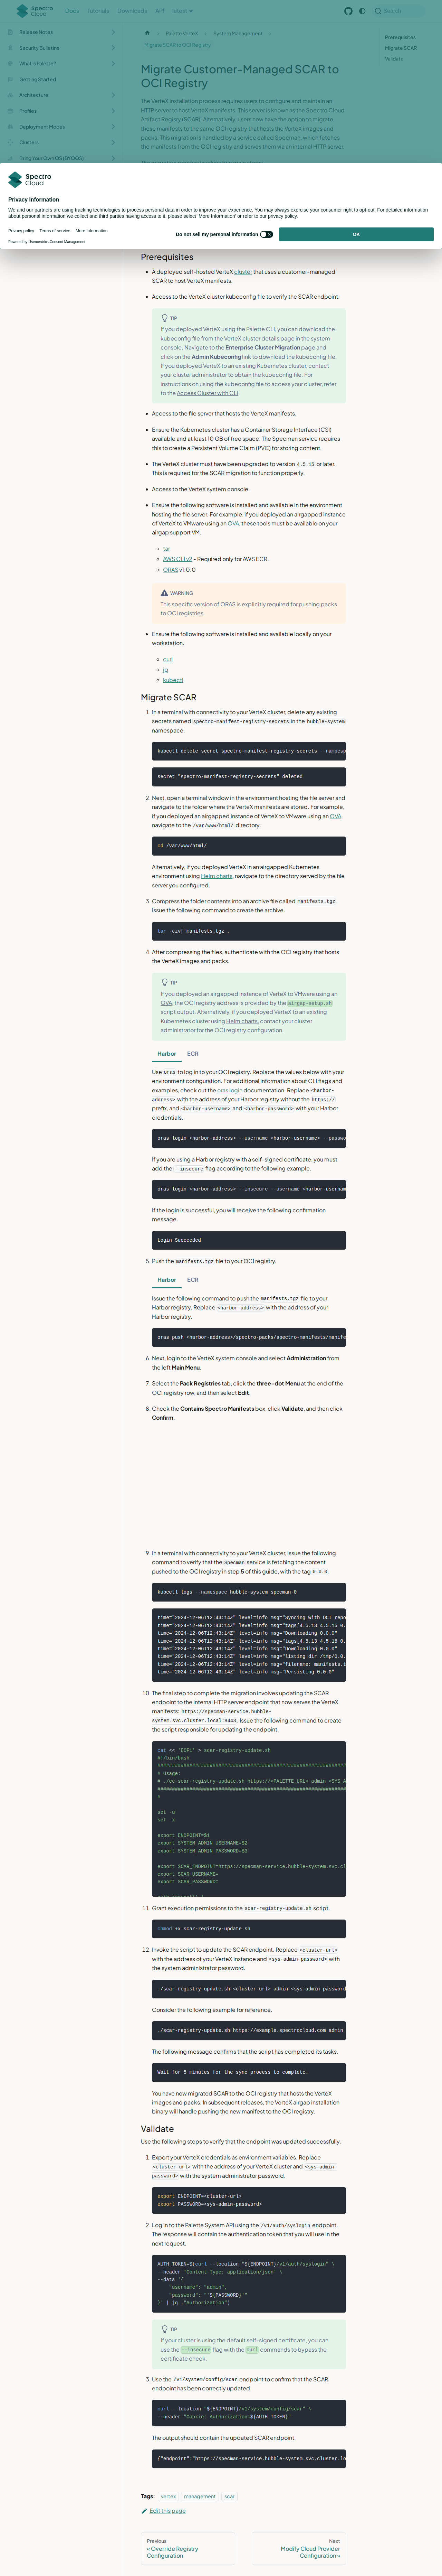 Spectro Cloud
Docs
Tutorials
Downloads
API
latest
Search
Release Notes
Security Bulletins
What is Palette?
Getting Started
Architecture
Profiles
Deployment Modes
Clusters
Bring Your Own OS (BYOOS)
Palette VerteX
System Management
Migrate SCAR to OCI Registry
Prerequisites
Migrate SCAR
Validate
Migrate Customer-Managed SCAR to
OCI Registry
The VerteX installation process requires users to configure and maintain an
HTTP server to host VerteX manifests. This server is known as the Spectro Cloud
Artifact Registry (SCAR). Alternatively, users now have the option to migrate
those manifests to the same OCI registry that hosts the VerteX images and
packs. This migration is handled by a service called Specman, which fetches
manifests from the OCI registry and serves them via an internal HTTP server.
Spectro Cloud
Privacy Information
We and our partners are using tracking technologies to process personal data in order to improve your experience. You may always exercise your consumer right to opt-out. For detailed information
about personal information collected by us and third parties having access to it, please select 'More Information' or refer to our privacy policy.
Privacy policy
Terms of service
More Information
Powered by Usercentrics Consent Management
Do not sell my personal information
OK
Prerequisites
A deployed self-hosted VerteX cluster that uses a customer-managed
SCAR to host VerteX manifests.
Access to the VerteX cluster kubeconfig file to verify the SCAR endpoint.
TIP
If you deployed VerteX using the Palette CLI, you can download the
kubeconfig file from the VerteX cluster details page in the system
console. Navigate to the Enterprise Cluster Migration page and
click on the Admin Kubeconfig link to download the kubeconfig file.
If you deployed VerteX to an existing Kubernetes cluster, contact
your cluster administrator to obtain the kubeconfig file. For
instructions on using the kubeconfig file to access your cluster, refer
to the Access Cluster with CLI.
Access to the file server that hosts the VerteX manifests.
Ensure the Kubernetes cluster has a Container Storage Interface (CSI)
available and at least 10 GB of free space. The Specman service requires
this to create a Persistent Volume Claim (PVC) for storing content.
The VerteX cluster must have been upgraded to version 4.5.15 or later.
This is required for the SCAR migration to function properly.
Access to the VerteX system console.
Ensure the following software is installed and available in the environment
hosting the file server. For example, if you deployed an airgapped instance
of VerteX to VMware using an OVA, these tools must be available on your
airgap support VM.
tar
AWS CLI v2 - Required only for AWS ECR.
ORAS v1.0.0
WARNING
This specific version of ORAS is explicitly required for pushing packs
to OCI registries.
Ensure the following software is installed and available locally on your
workstation.
curl
jq
kubectl
Migrate SCAR
1. In a terminal with connectivity to your VerteX cluster, delete any existing
secrets named spectro-manifest-registry-secrets in the hubble-system
namespace.
kubectl delete secret spectro-manifest-registry-secrets --namesp
secret "spectro-manifest-registry-secrets" deleted
2. Next, open a terminal window in the environment hosting the file server and
navigate to the folder where the VerteX manifests are stored. For example,
if you deployed an airgapped instance of VerteX to VMware using an OVA,
navigate to the /var/www/html/ directory.
cd /var/www/html/
Alternatively, if you deployed VerteX in an airgapped Kubernetes
environment using Helm charts, navigate to the directory served by the file
server you configured.
3. Compress the folder contents into an archive file called manifests.tgz.
Issue the following command to create the archive.
tar -czvf manifests.tgz .
4. After compressing the files, authenticate with the OCI registry that hosts
the VerteX images and packs.
TIP
If you deployed an airgapped instance of VerteX to VMware using an
OVA, the OCI registry address is provided by the airgap-setup.sh
script output. Alternatively, if you deployed VerteX to an existing
Kubernetes cluster using Helm charts, contact your cluster
administrator for the OCI registry configuration.
Harbor
ECR
Use oras to log in to your OCI registry. Replace the values below with your
environment configuration. For additional information about CLI flags and
examples, check out the oras login documentation. Replace <harbor-
address> with the address of your Harbor registry without the https://
prefix, and <harbor-username> and <harbor-password> with your Harbor
credentials.
oras login <harbor-address> --username <harbor-username> --passwo
If you are using a Harbor registry with a self-signed certificate, you must
add the --insecure flag according to the following example.
oras login <harbor-address> --insecure --username <harbor-usernam
If the login is successful, you will receive the following confirmation
message.
Login Succeeded
5. Push the manifests.tgz file to your OCI registry.
Harbor
ECR
Issue the following command to push the manifests.tgz file to your
Harbor registry. Replace <harbor-address> with the address of your
Harbor registry.
oras push <harbor-address>/spectro-packs/spectro-manifests/manife
6. Next, login to the VerteX system console and select Administration from
the left Main Menu.
7. Select the Pack Registries tab, click the three-dot Menu at the end of the
OCI registry row, and then select Edit.
8. Check the Contains Spectro Manifests box, click Validate, and then click
Confirm.
9. In a terminal with connectivity to your VerteX cluster, issue the following
command to verify that the Specman service is fetching the content
pushed to the OCI registry in step 5 of this guide, with the tag 0.0.0.
kubectl logs --namespace hubble-system specman-0
time="2024-12-06T12:43:14Z" level=info msg="Syncing with OCI repo
time="2024-12-06T12:43:14Z" level=info msg="tags[4.5.13 4.5.15 0.
time="2024-12-06T12:43:14Z" level=info msg="Downloading 0.0.0"
time="2024-12-06T12:43:14Z" level=info msg="tags[4.5.13 4.5.15 0.
time="2024-12-06T12:43:14Z" level=info msg="Downloading 0.0.0"
time="2024-12-06T12:43:14Z" level=info msg="listing dir /tmp/0.0.
time="2024-12-06T12:43:14Z" level=info msg="filename: manifests.t
time="2024-12-06T12:43:14Z" level=info msg="Persisting 0.0.0"
10. The final step to complete the migration involves updating the SCAR
endpoint to the internal HTTP server endpoint that now serves the VerteX
manifests: https://specman-service.hubble-
system.svc.cluster.local:8443. Issue the following command to create
the script responsible for updating the endpoint.
cat << 'EOF1' > scar-registry-update.sh
#!/bin/bash
# Usage:
# ./mc-scar-registry-update.sh https://<PALETTE_URL> admin <SYS_A
#
set -u
set -x
export ENDPOINT=$1
export SYSTEM_ADMIN_USERNAME=$2
export SYSTEM_ADMIN_PASSWORD=$3
export SCAR_ENDPOINT=https://specman-service.hubble-system.svc.cl
export SCAR_USERNAME=
export SCAR_PASSWORD=
11. Grant execution permissions to the scar-registry-update.sh script.
chmod +x scar-registry-update.sh
12. Invoke the script to update the SCAR endpoint. Replace <cluster-url>
with the address of your VerteX instance and <sys-admin-password> with
the system administrator password.
./scar-registry-update.sh <cluster-url> admin <sys-admin-password
Consider the following example for reference.
./scar-registry-update.sh https://example.spectrocloud.com admin
The following message confirms that the script has completed its tasks.
Wait for 5 minutes for the sync process to complete.
You have now migrated SCAR to the OCI registry that hosts the VerteX
images and packs. In subsequent releases, the VerteX airgap installation
binary will handle pushing the new manifest to the OCI registry.
Validate
Use the following steps to verify that the endpoint was updated successfully.
1. Export your VerteX credentials as environment variables. Replace
<cluster-url> with the address of your VerteX cluster and <sys-admin-
password> with the system administrator password.
export ENDPOINT=<cluster-url>
export PASSWORD=<sys-admin-password>
2. Log in to the Palette System API using the /v1/auth/syslogin endpoint.
The response will contain the authentication token that you will use in the
next request.
AUTH_TOKEN=$(curl --location "${ENDPOINT}/v1/auth/syslogin" \
--header 'Content-Type: application/json' \
--data '{
"username": "admin",
"password": "'"${PASSWORD}"'"
}' | jq ."Authorization")
TIP
If your cluster is using the default self-signed certificate, you can
use the --insecure flag with the curl commands to bypass the
certificate check.
3. Use the /v1/system/config/scar endpoint to confirm that the SCAR
endpoint has been correctly updated.
curl --location "${ENDPOINT}/v1/system/config/scar" \
--header "Cookie: Authorization=${AUTH_TOKEN}"
The output should contain the updated SCAR endpoint.
{"endpoint":"https://specman-service.hubble-system.svc.cluster.lo
Tags:
vertex
management
scar
Edit this page
Previous
« Override Registry
Configuration
Next
Modify Cloud Provider
Configuration »